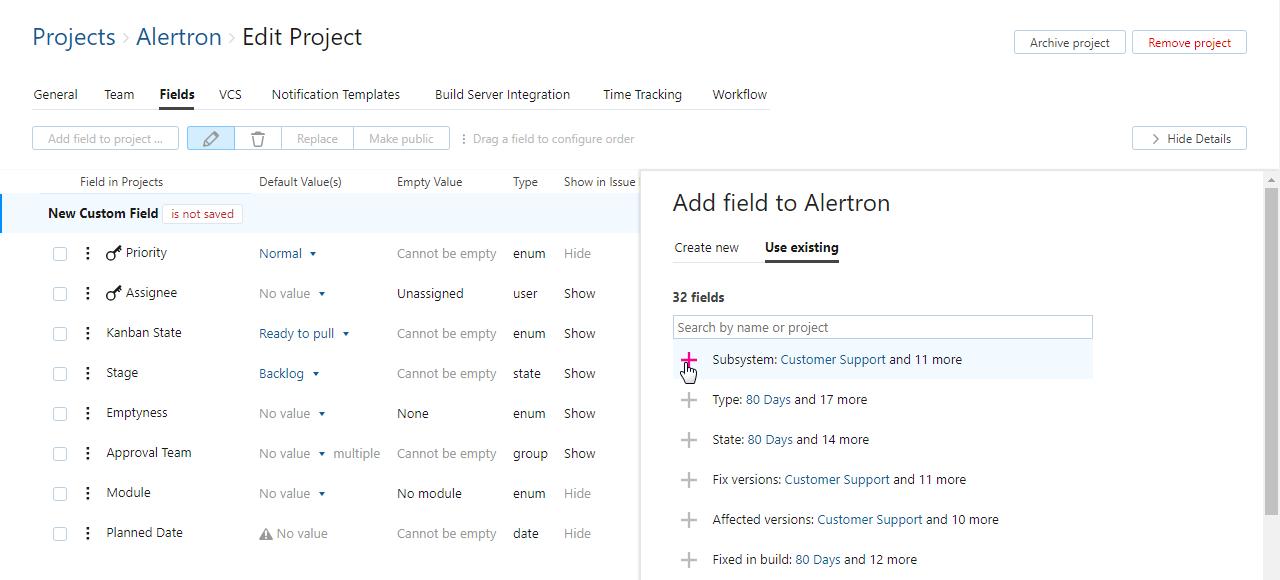 Projects › Alertron › Edit Project
Archive project
Remove project
General Team Fields VCS Notification Templates Build Server Integration Time Tracking Workflow
Add field to project ... Replace Make public Drag a field to configure order
Hide Details
Field in Projects Default Value(s) Empty Value Type Show in Issue
New Custom Field is not saved
Priority Normal Cannot be empty enum Hide
Assignee No value Unassigned user Show
Kanban State Ready to pull Cannot be empty enum Show
Stage Backlog Cannot be empty state Show
Emptyness No value None enum Show
Approval Team No value multiple Cannot be empty group Show
Module No value No module enum Hide
Planned Date No value Cannot be empty date Hide
Add field to Alertron
Create new Use existing
32 fields
Search by name or project
Subsystem: Customer Support and 11 more
Type: 80 Days and 17 more
State: 80 Days and 14 more
Fix versions: Customer Support and 11 more
Affected versions: Customer Support and 10 more
Fixed in build: 80 Days and 12 more